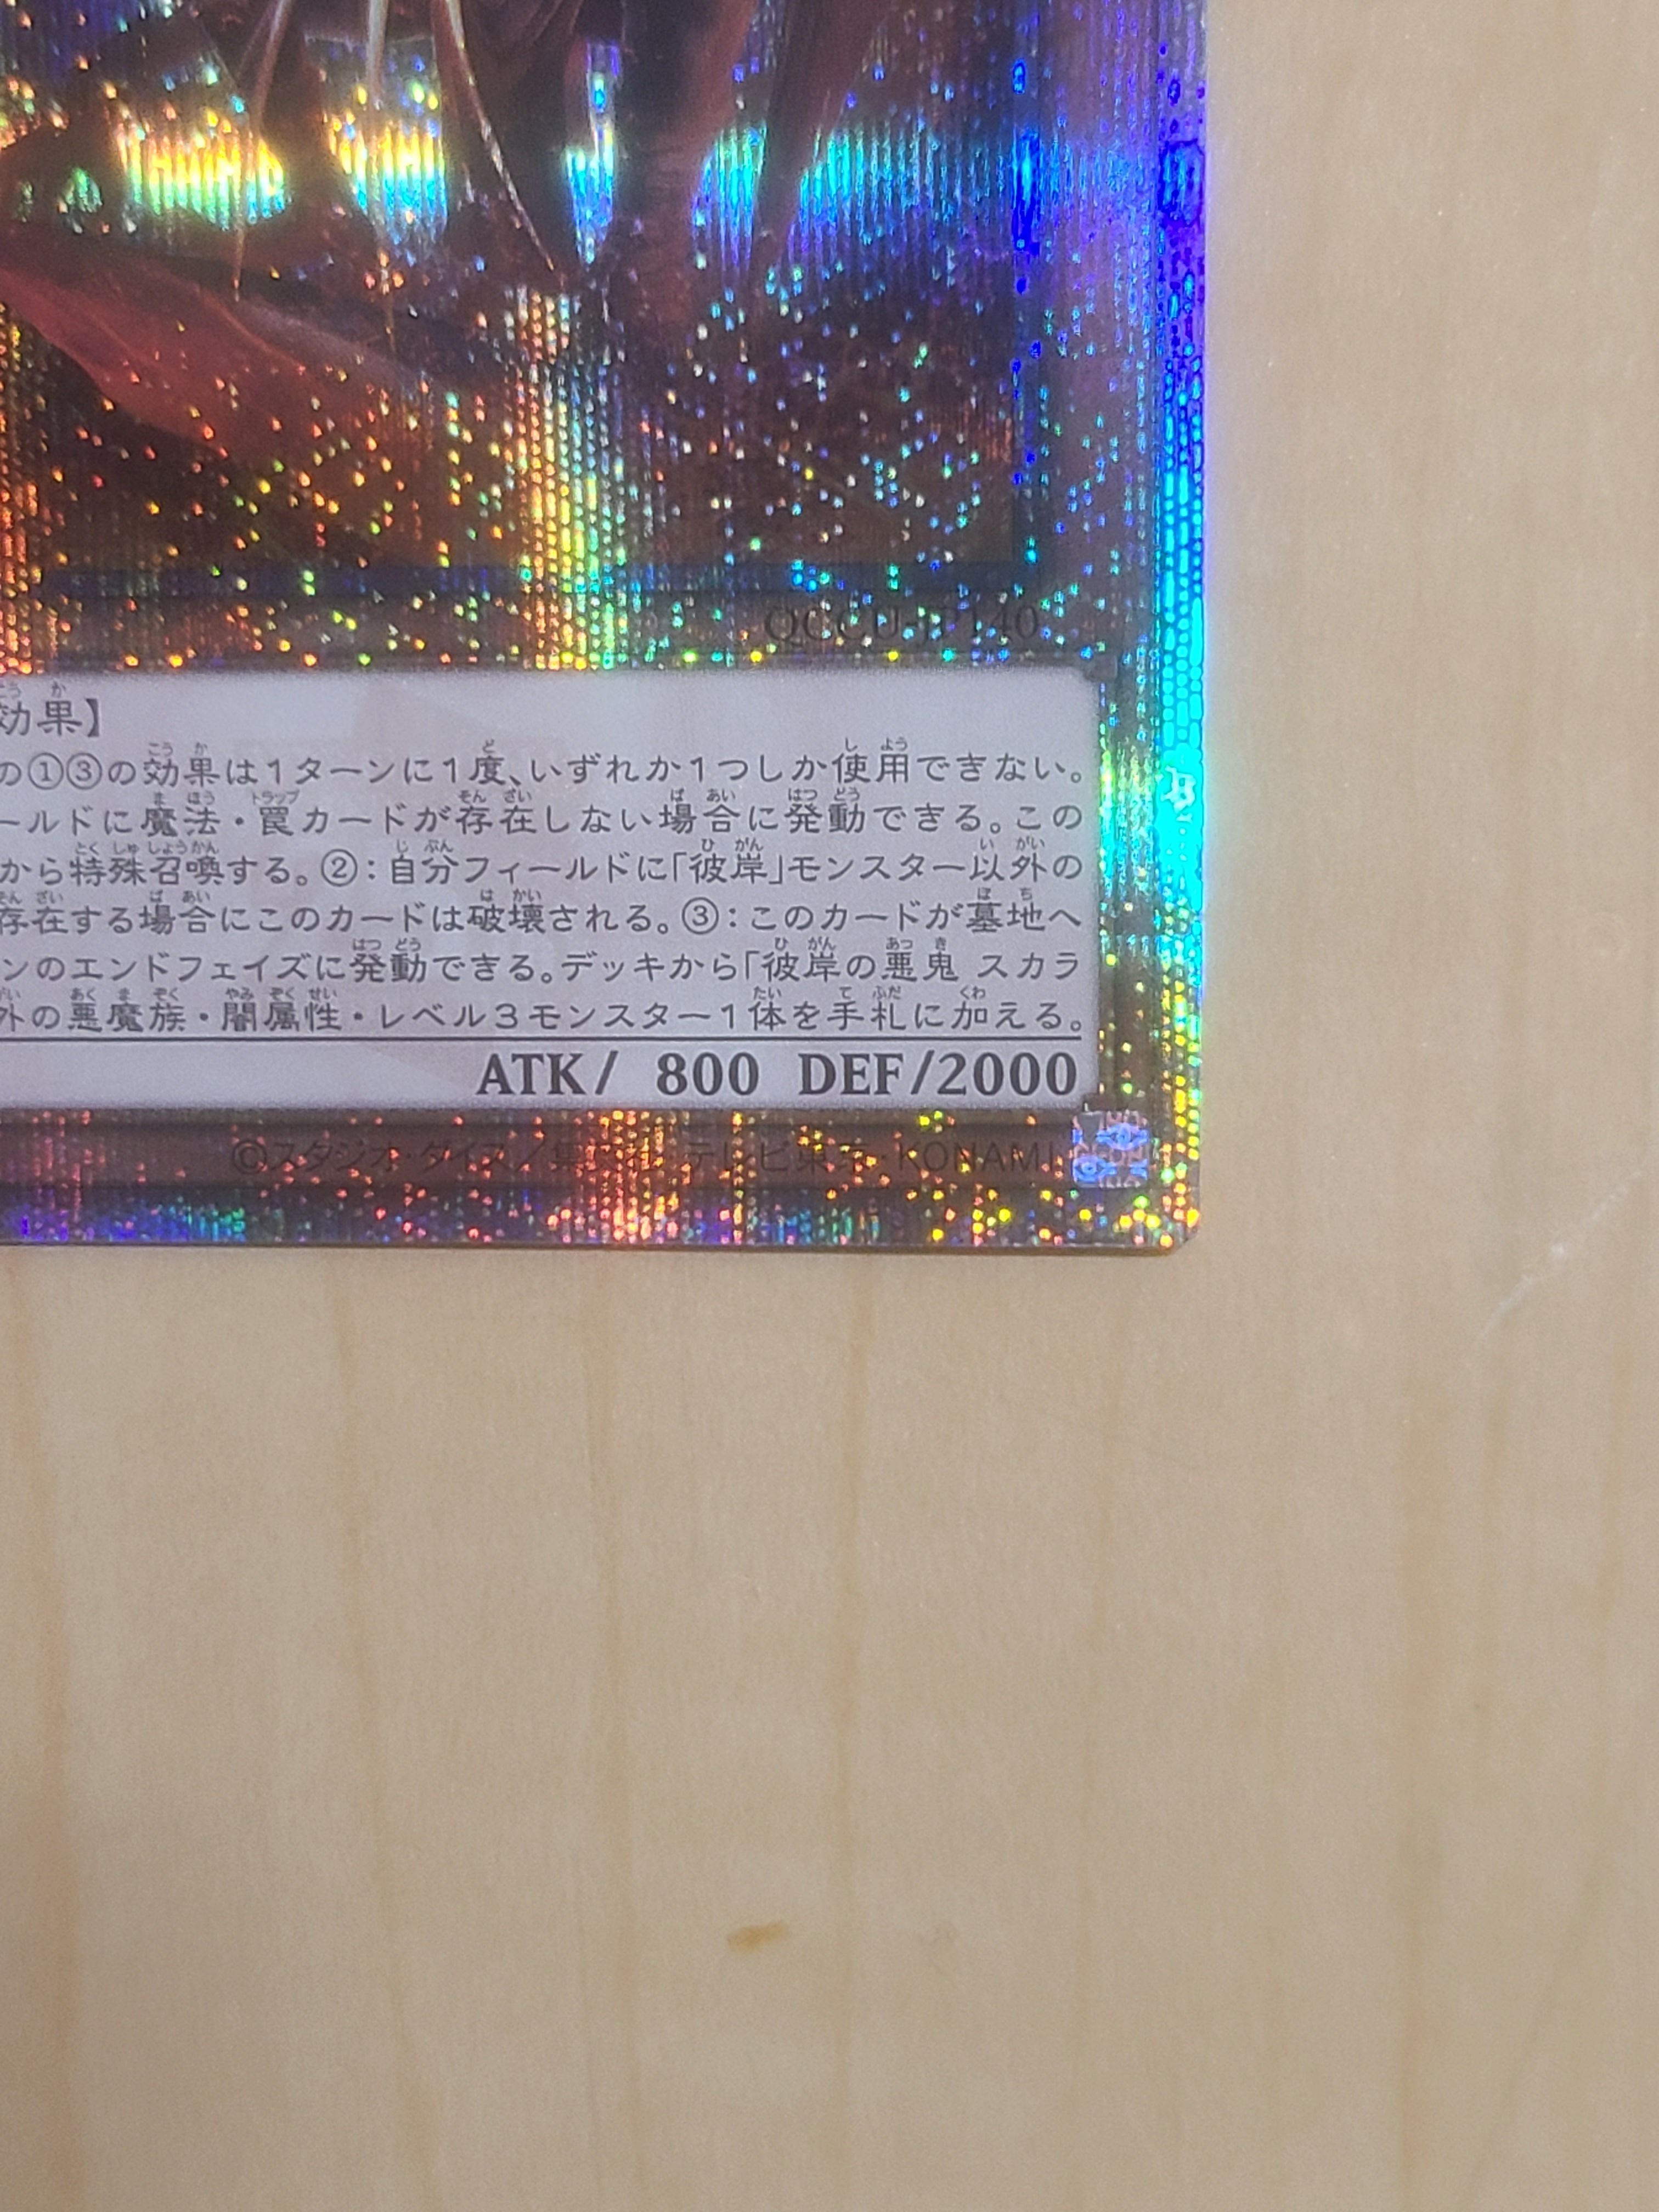 QCCU-JP140
効果】
の①③の効果は1ターンに1度、いずれか1つしか使用できない。
ールドに魔法・罠カードが存在しない場合に発動できる。この
から特殊召喚する。②：自分フィールドに「彼岸」モンスター以外の
存在する場合にこのカードは破壊される。③：このカードが墓地へ
ンのエンドフェイズに発動できる。デッキから「彼岸の悪鬼 スカラ
外の悪魔族・闇属性・レベル3モンスター1体を手札に加える。
ATK/ 800 DEF/2000
©スタジオ・ダイス/集英社・テレビ東京・KONAMI